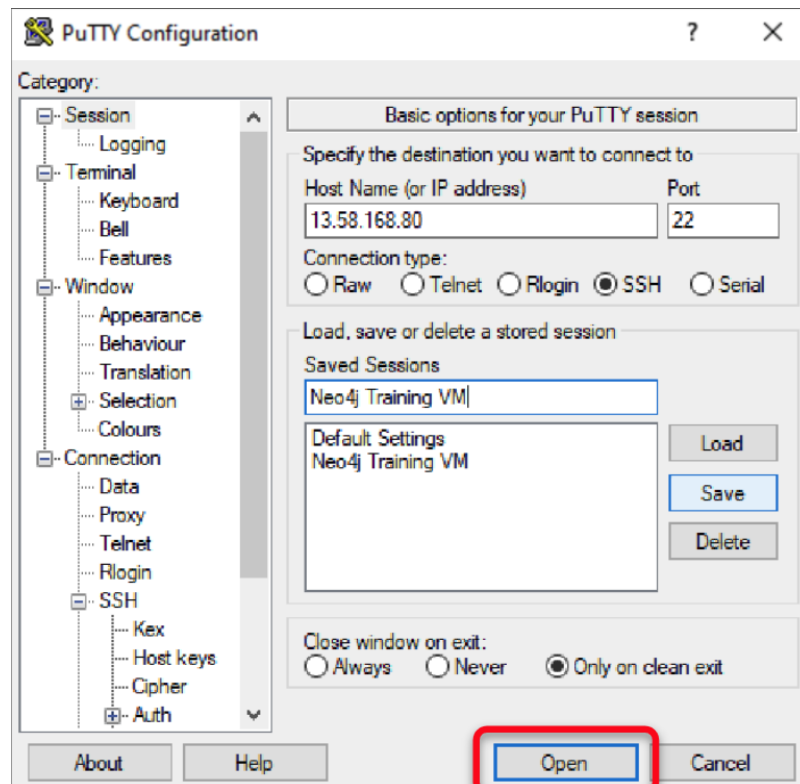 PuTTY Configuration
?
Category:
Session
Logging
Terminal
Keyboard
Bell
Features
Window
Appearance
Behaviour
Translation
Selection
Colours
Connection
Data
Proxy
Telnet
Rlogin
SSH
Kex
Host keys
Cipher
Auth
Basic options for your PuTTY session
Specify the destination you want to connect to
Host Name (or IP address) Port
13.58.168.80 22
Connection type:
Raw Telnet Rlogin SSH Serial
Load, save or delete a stored session
Saved Sessions
Neo4j Training VM
Default Settings
Neo4j Training VM
Load
Save
Delete
Close window on exit:
Always Never Only on clean exit
About Help Open Cancel